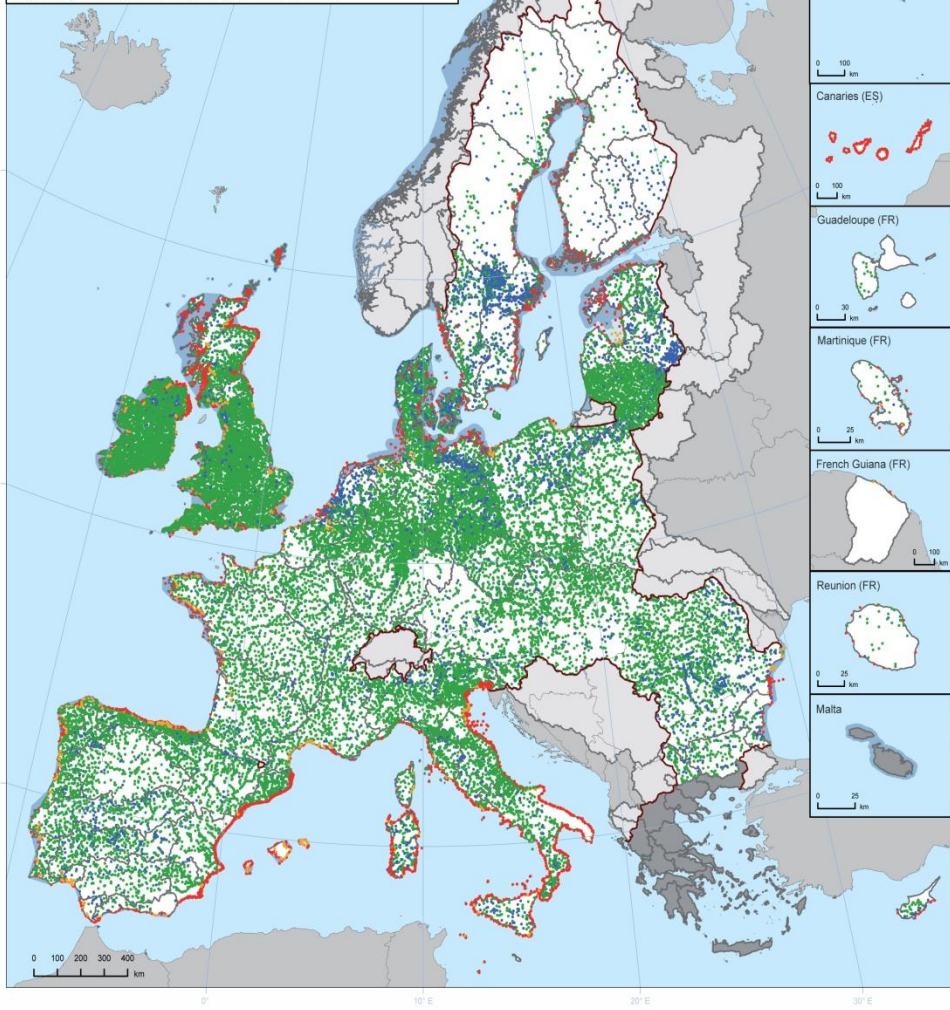 0 100
km
Canaries (ES)
0 100
km
Guadeloupe (FR)
0 30
km
Martinique (FR)
0 25
km
French Guiana (FR)
0 100
km
Reunion (FR)
0 25
km
Malta
0 25
km
0 100 200 300 400
km
0° 10° E 20° E 30° E